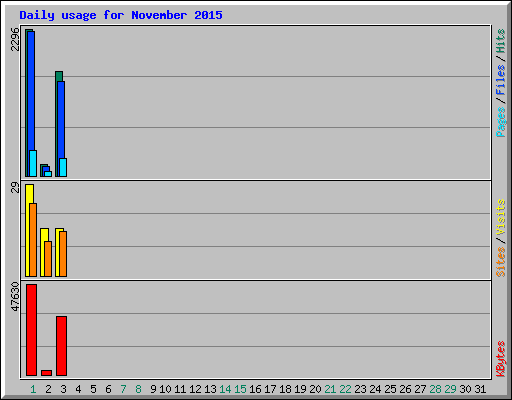 Daily usage for November 2015
2296
Pages / Files / Hits
29
Sites / Visits
47630
KBytes
1 2 3 4 5 6 7 8 9 10 11 12 13 14 15 16 17 18 19 20 21 22 23 24 25 26 27 28 29 30 31